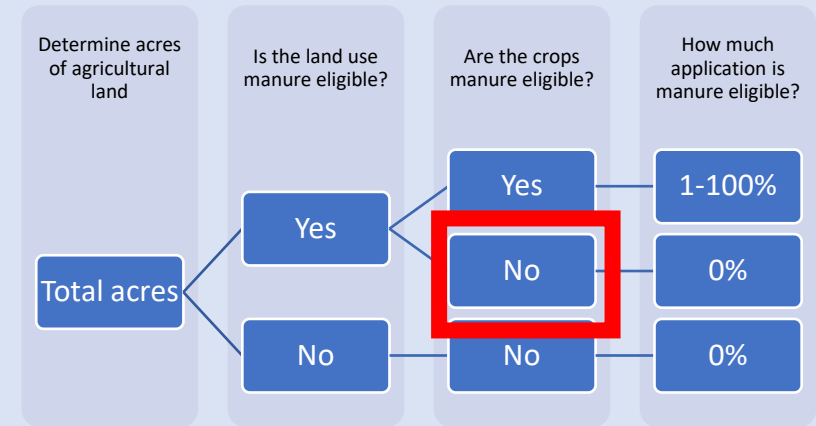 Determine acres
of agricultural
land
Is the land use
manure eligible?
Are the crops
manure eligible?
How much
application is
manure eligible?
Total acres
Yes
No
Yes
No
No
1-100%
0%
0%